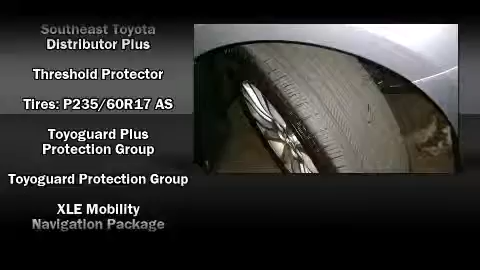 Southeast Toyota
Distributor Plus
Threshold Protector
Tires: P235/60R17 AS
Toyoguard Plus
Protection Group
Toyoguard Protection Group
XLE Mobility
Navigation Package